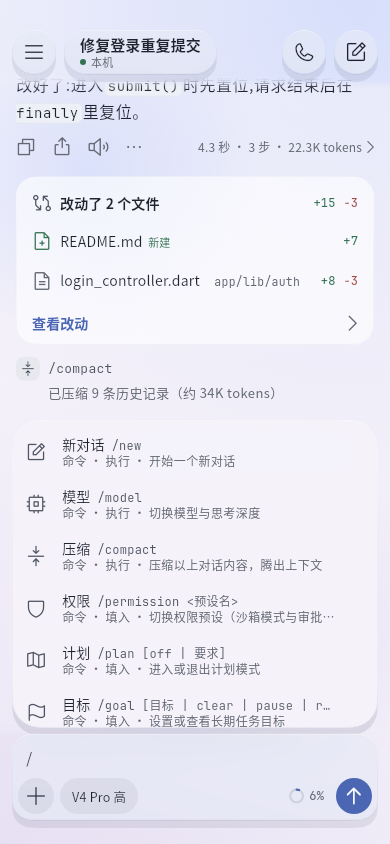 修复登录重复提交
本机
改好了:进入 submit() 时先置位,请求结束后在
finally 里复位。
4.3 秒 · 3 步 · 22.3K tokens
改动了 2 个文件 +15 -3
README.md 新建 +7
login_controller.dart app/lib/auth +8 -3
查看改动
/compact
已压缩 9 条历史记录（约 34K tokens）
新对话 /new
命令 · 执行 · 开始一个新对话
模型 /model
命令 · 执行 · 切换模型与思考深度
压缩 /compact
命令 · 执行 · 压缩以上对话内容，腾出上下文
权限 /permission <预设名>
命令 · 填入 · 切换权限预设（沙箱模式与审批…
计划 /plan [off | 要求]
命令 · 填入 · 进入或退出计划模式
目标 /goal [目标 | clear | pause | r…
命令 · 填入 · 设置或查看长期任务目标
/
V4 Pro 高 6%